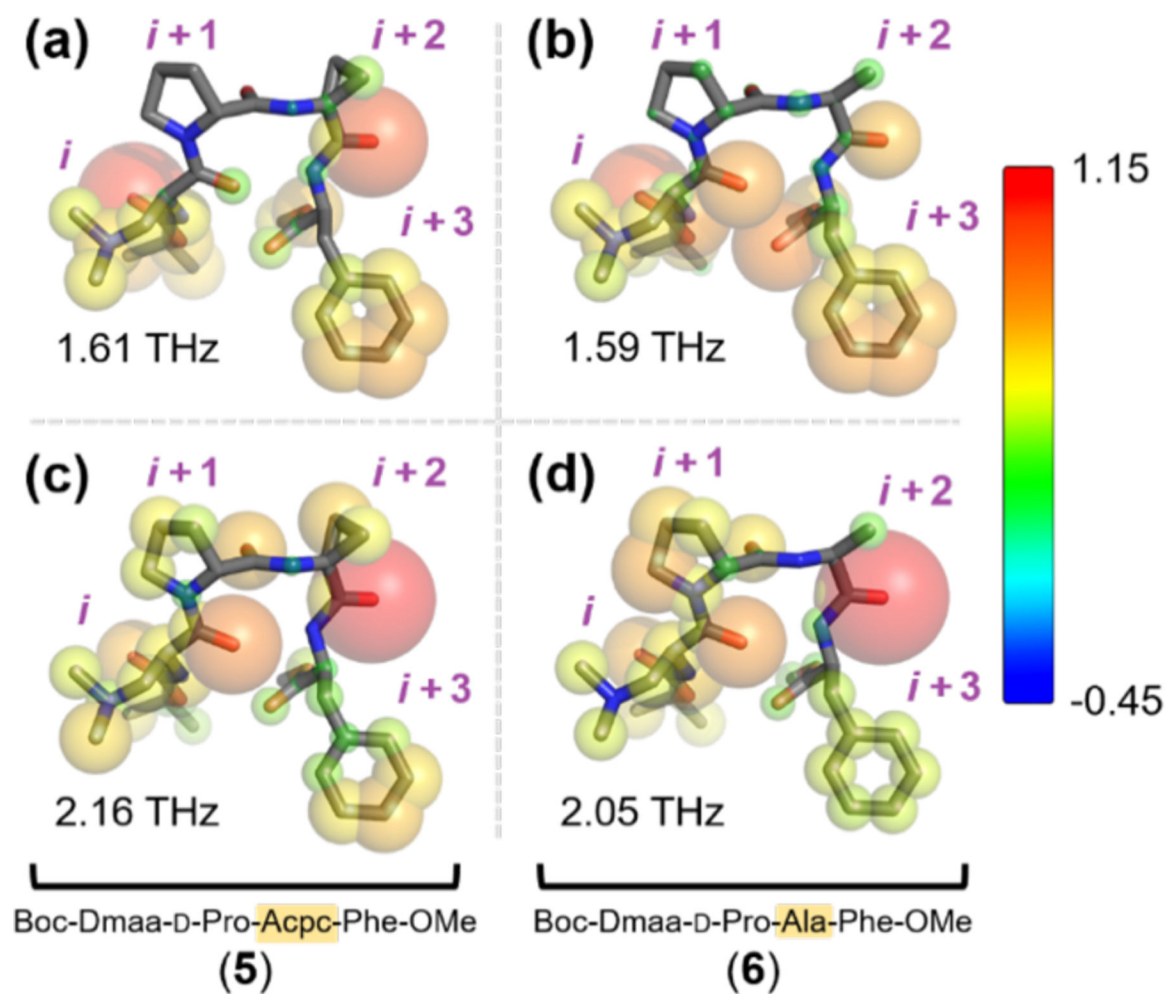 (a)
i + 1
i + 2
i
i + 3
1.61 THz
(b)
i + 1
i + 2
i
i + 3
1.59 THz
1.15
-0.45
(c)
i + 1
i + 2
i
i + 3
2.16 THz
(d)
i + 1
i + 2
i
i + 3
2.05 THz
Boc-Dmaa-D-Pro-Acpc-Phe-OMe
(5)
Boc-Dmaa-D-Pro-Ala-Phe-OMe
(6)